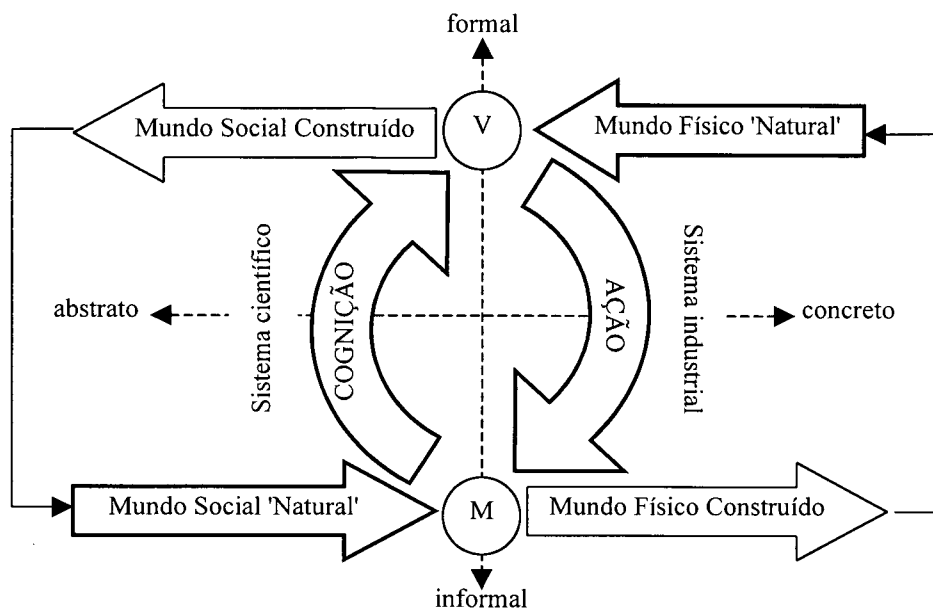 formal
Mundo Social Construído
V
Mundo Físico 'Natural'
Sistema científico
COGNIÇÃO
AÇÃO
Sistema industrial
abstrato
concreto
Mundo Social 'Natural'
M
Mundo Físico Construído
informal